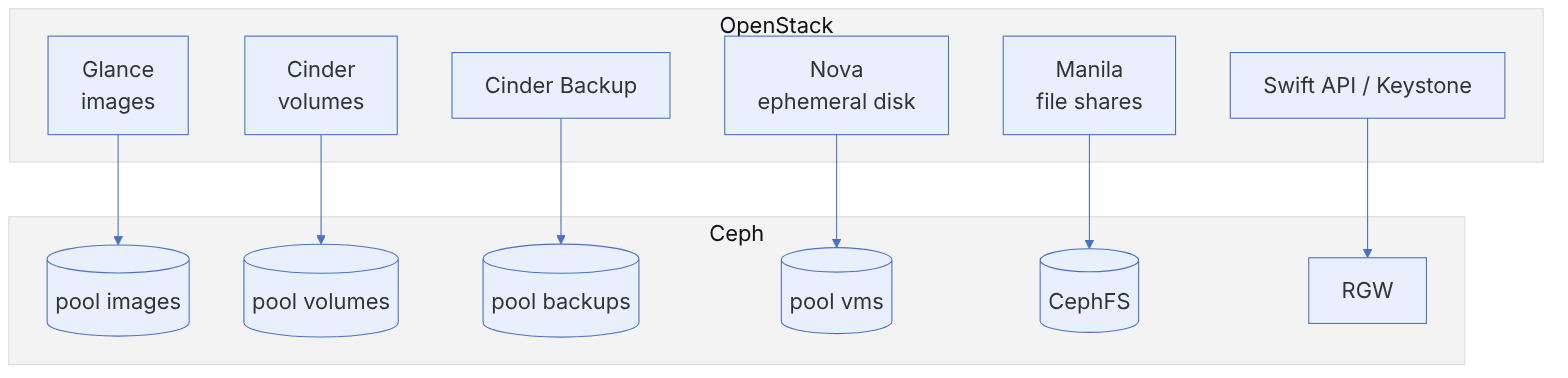 OpenStack
Glance
images
Cinder
volumes
Cinder Backup
Nova
ephemeral disk
Manila
file shares
Swift API / Keystone
Ceph
pool images
pool volumes
pool backups
pool vms
CephFS
RGW